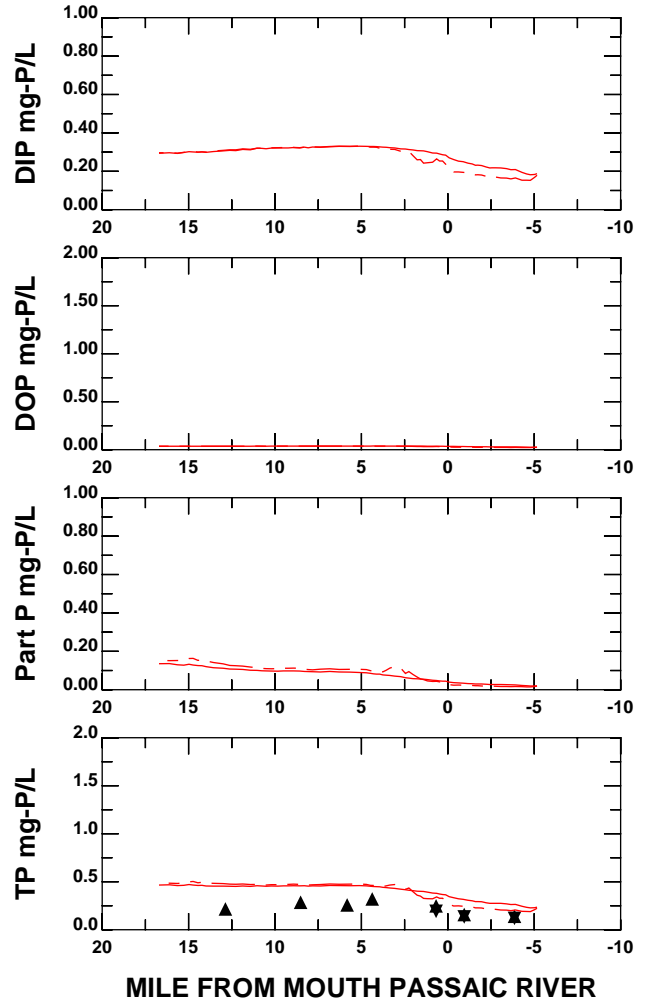 DIP mg-P/L
1.00
0.80
0.60
0.40
0.20
0.00
20 15 10 5 0 -5 -10
DOP mg-P/L
2.00
1.50
1.00
0.50
0.00
20 15 10 5 0 -5 -10
Part P mg-P/L
1.00
0.80
0.60
0.40
0.20
0.00
20 15 10 5 0 -5 -10
TP mg-P/L
2.0
1.5
1.0
0.5
0.0
20 15 10 5 0 -5 -10
MILE FROM MOUTH PASSAIC RIVER